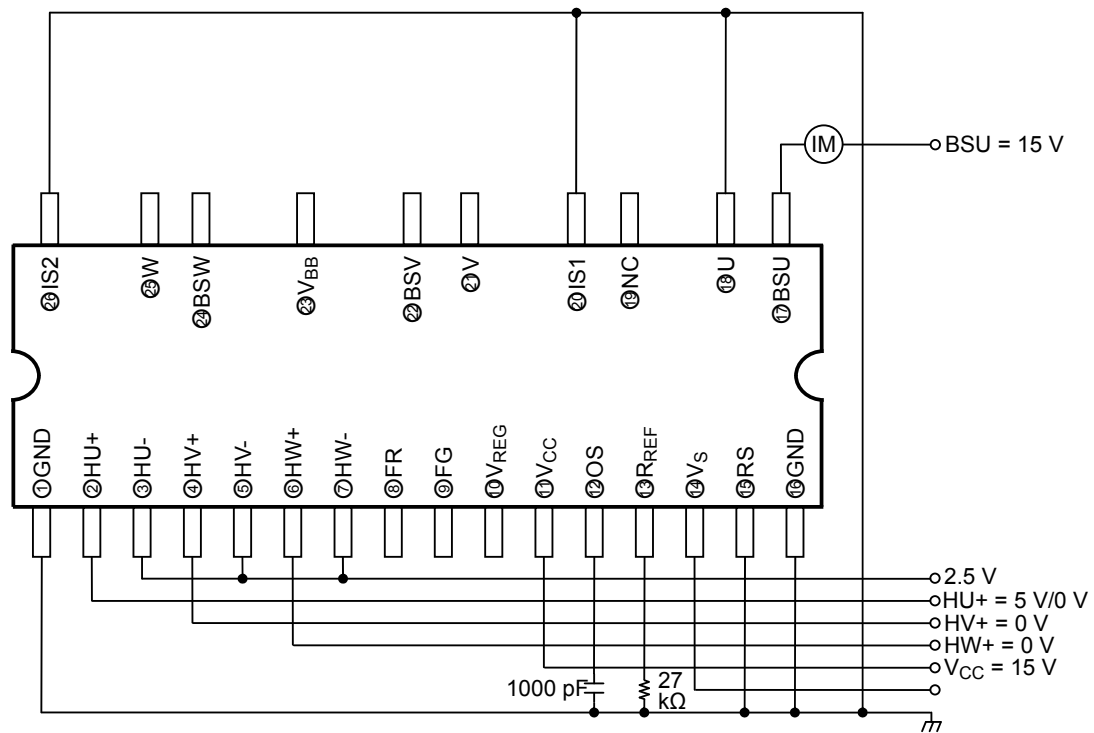 IM
BSU = 15 V
㉖IS2
㉕W
㉔BSW
㉓VBB
㉒BSV
㉑V
⑳IS1
⑲NC
⑱U
⑰BSU
①GND
②HU+
③HU-
④HV+
⑤HV-
⑥HW+
⑦HW-
⑧FR
⑨FG
⑩VREG
⑪VCC
⑫OS
⑬RREF
⑭VS
⑮RS
⑯GND
2.5 V
HU+ = 5 V/0 V
HV+ = 0 V
HW+ = 0 V
VCC = 15 V
1000 pF
27
kΩ